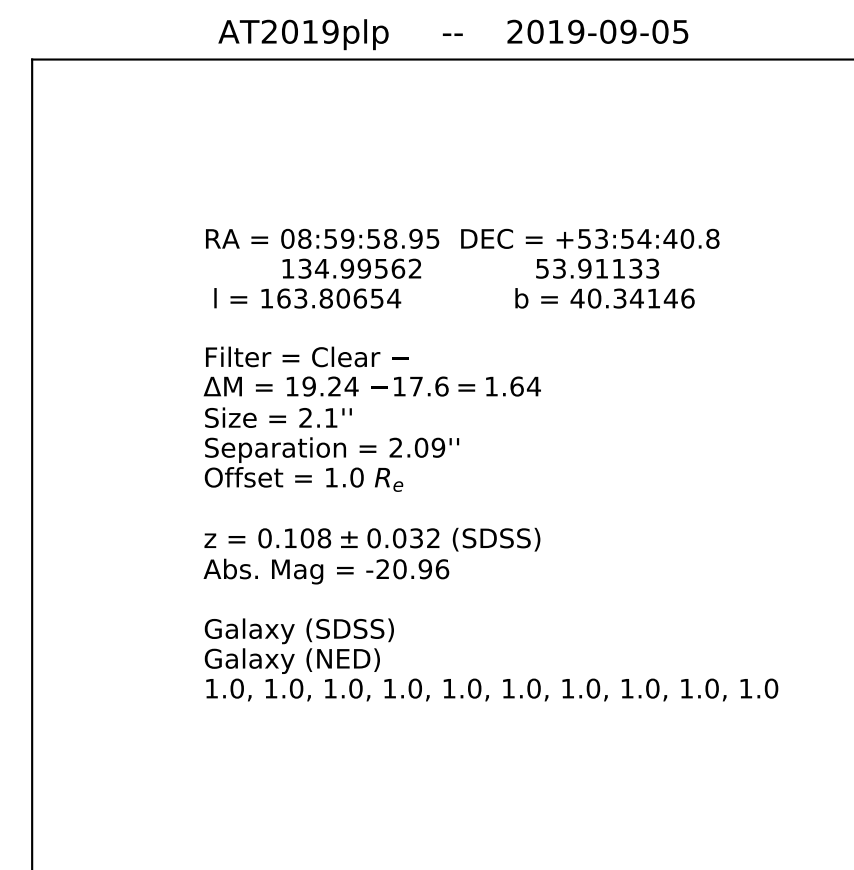 AT2019plp -- 2019-09-05
RA = 08:59:58.95 DEC = +53:54:40.8
134.99562 53.91133
l = 163.80654 b = 40.34146
Filter = Clear −
ΔM = 19.24 −17.6 = 1.64
Size = 2.1''
Separation = 2.09''
Offset = 1.0 Rₑ
z = 0.108 ± 0.032 (SDSS)
Abs. Mag = -20.96
Galaxy (SDSS)
Galaxy (NED)
1.0, 1.0, 1.0, 1.0, 1.0, 1.0, 1.0, 1.0, 1.0, 1.0